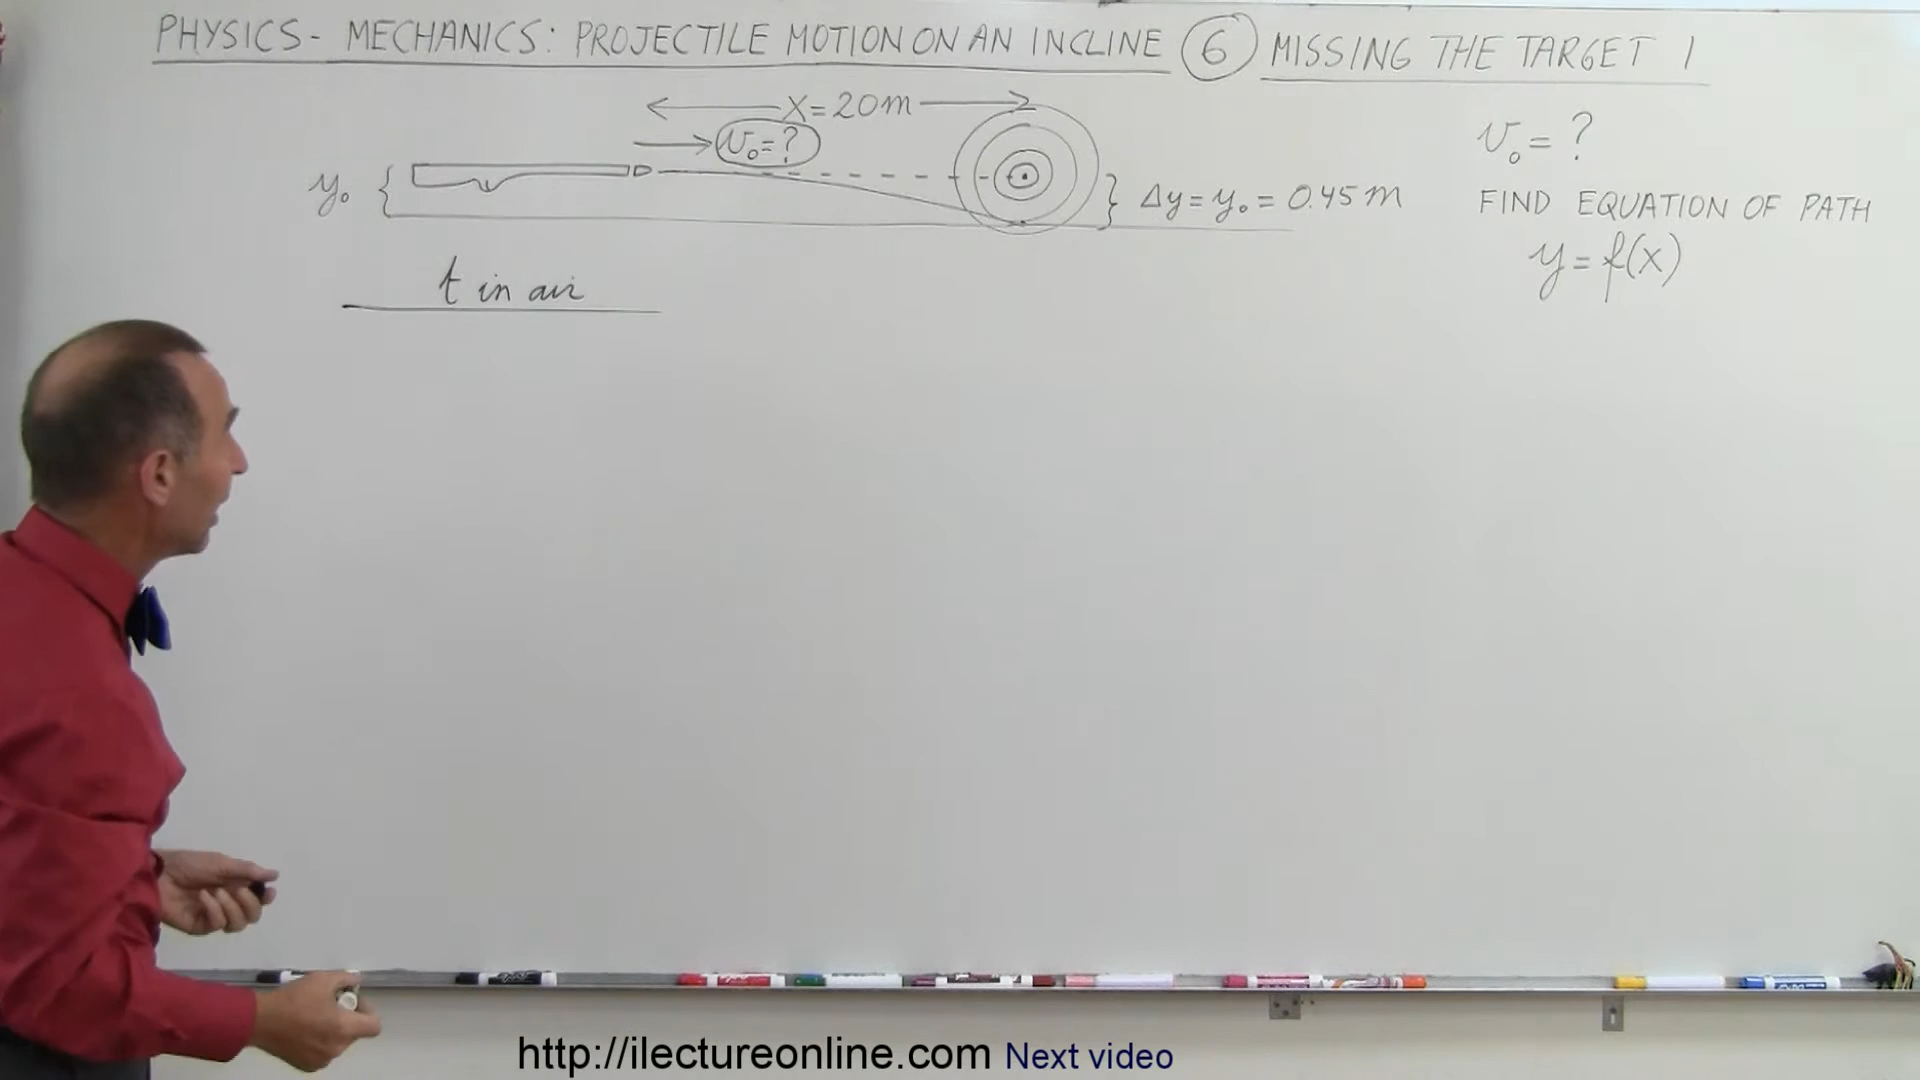 PHYSICS - MECHANICS: PROJECTILE MOTION ON AN INCLINE 6 MISSING THE TARGET 1
X = 20m
v₀ = ?
y₀ { } Δy = y₀ = 0.45 m
v₀ = ?
FIND EQUATION OF PATH
y = f(x)
t in air
http://ilectureonline.com Next video